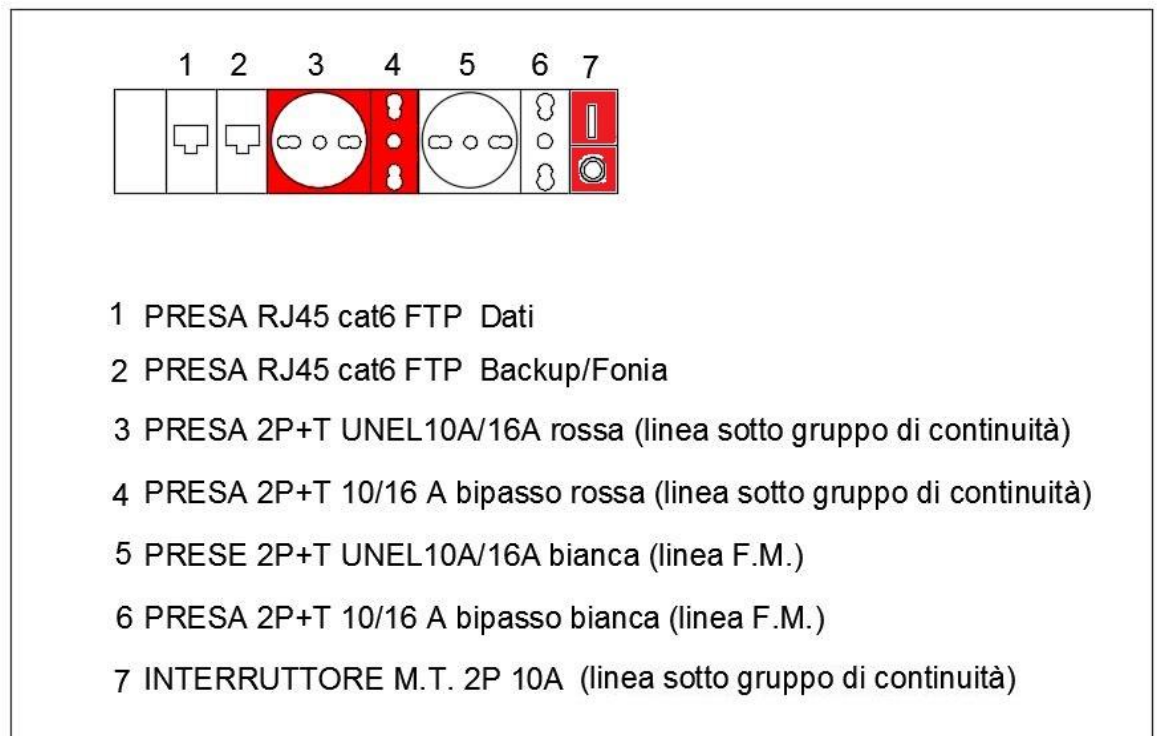 1 2 3 4 5 6 7
1 PRESA RJ45 cat6 FTP Dati
2 PRESA RJ45 cat6 FTP Backup/Fonia
3 PRESA 2P+T UNEL10A/16A rossa (linea sotto gruppo di continuità)
4 PRESA 2P+T 10/16 A bipasso rossa (linea sotto gruppo di continuità)
5 PRESE 2P+T UNEL10A/16A bianca (linea F.M.)
6 PRESA 2P+T 10/16 A bipasso bianca (linea F.M.)
7 INTERRUTTORE M.T. 2P 10A (linea sotto gruppo di continuità)